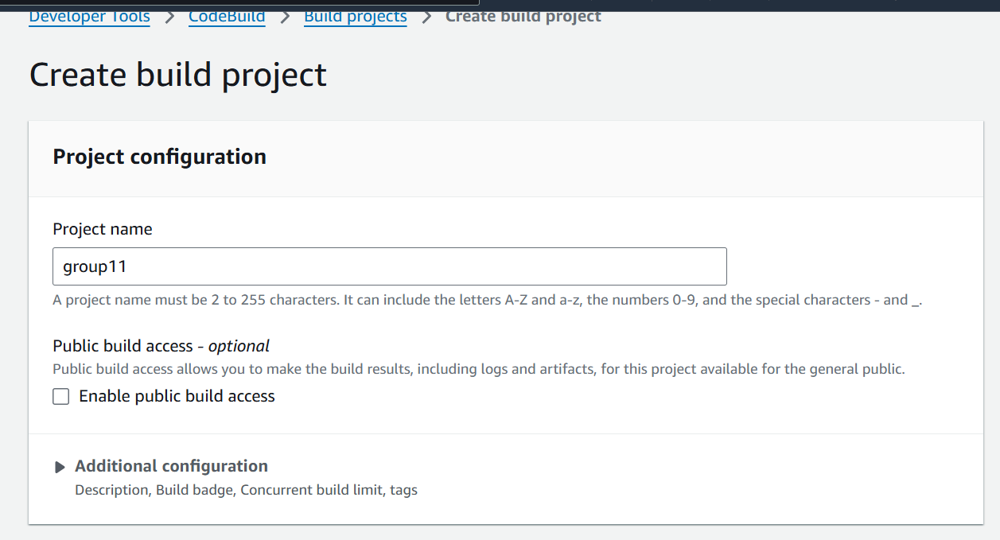 Developer Tools > CodeBuild > Build projects > Create build project
Create build project
Project configuration
Project name
group11
A project name must be 2 to 255 characters. It can include the letters A-Z and a-z, the numbers 0-9, and the special characters - and _.
Public build access - optional
Public build access allows you to make the build results, including logs and artifacts, for this project available for the general public.
Enable public build access
Additional configuration
Description, Build badge, Concurrent build limit, tags